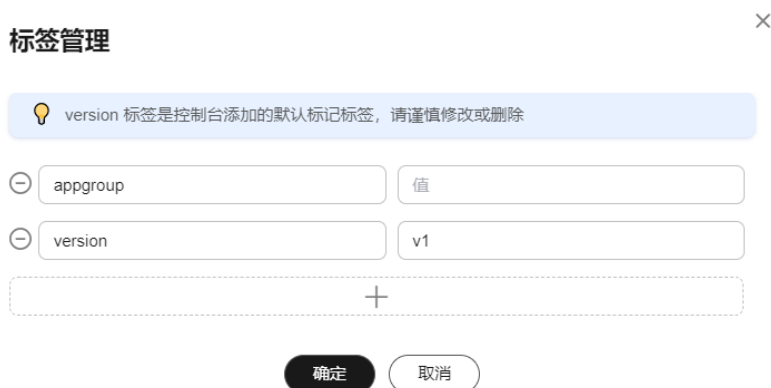 标签管理
version 标签是控制台添加的默认标记标签，请谨慎修改或删除
appgroup 值
version v1
确定 取消